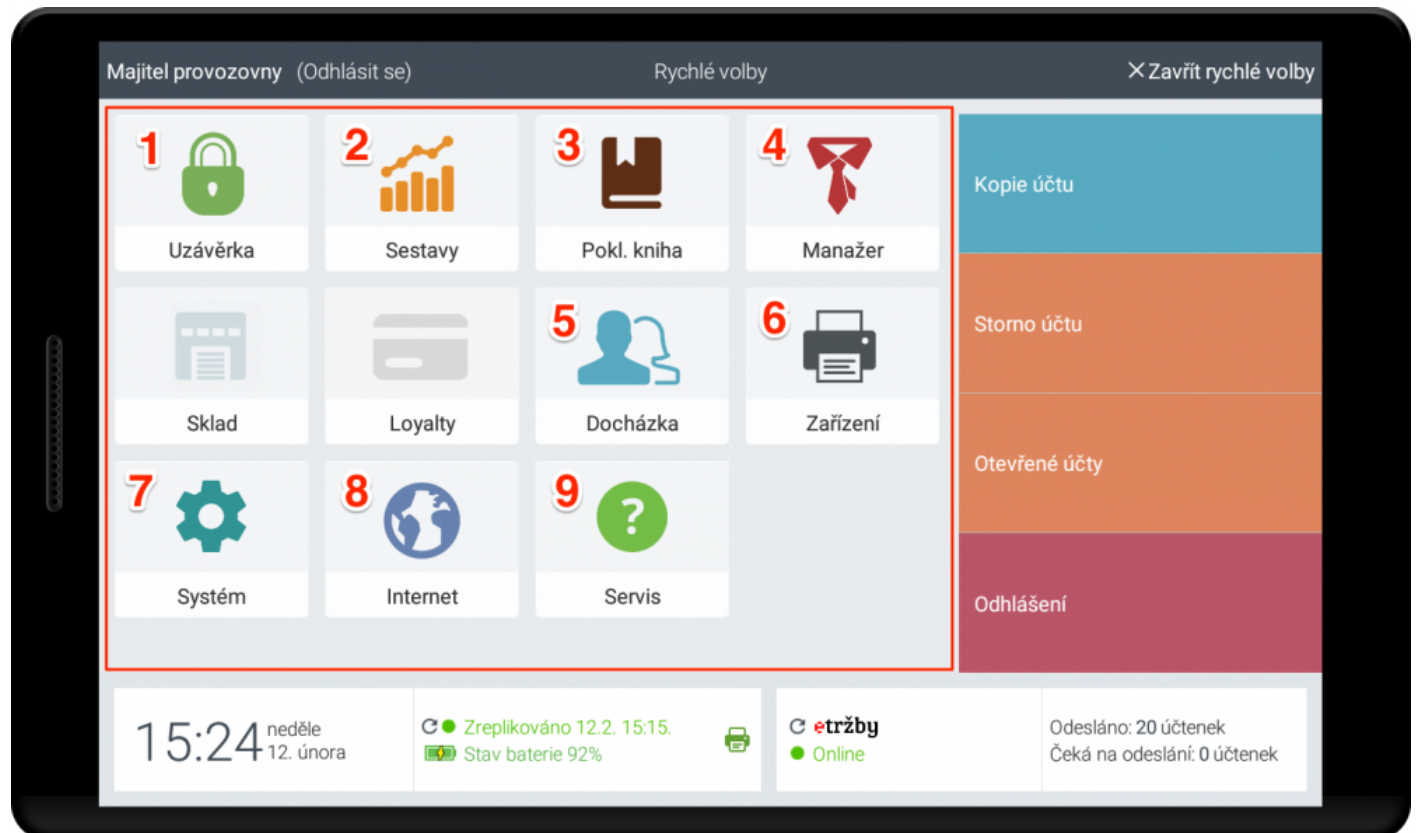 Majitel provozovny (Odhlásit se) Rychlé volby ×Zavřít rychlé volby
1 2 3 4
Uzávěrka Sestavy Pokl. kniha Manažer
Kopie účtu
5 6
Sklad Loyalty Docházka Zařízení
Storno účtu
Otevřené účty
7 8 9
?
Systém Internet Servis
Odhlášení
15:24 neděle
12. února
Zreplikováno 12.2. 15:15.
Stav baterie 92%
etržby
Online
Odesláno: 20 účtenek
Čeká na odeslání: 0 účtenek